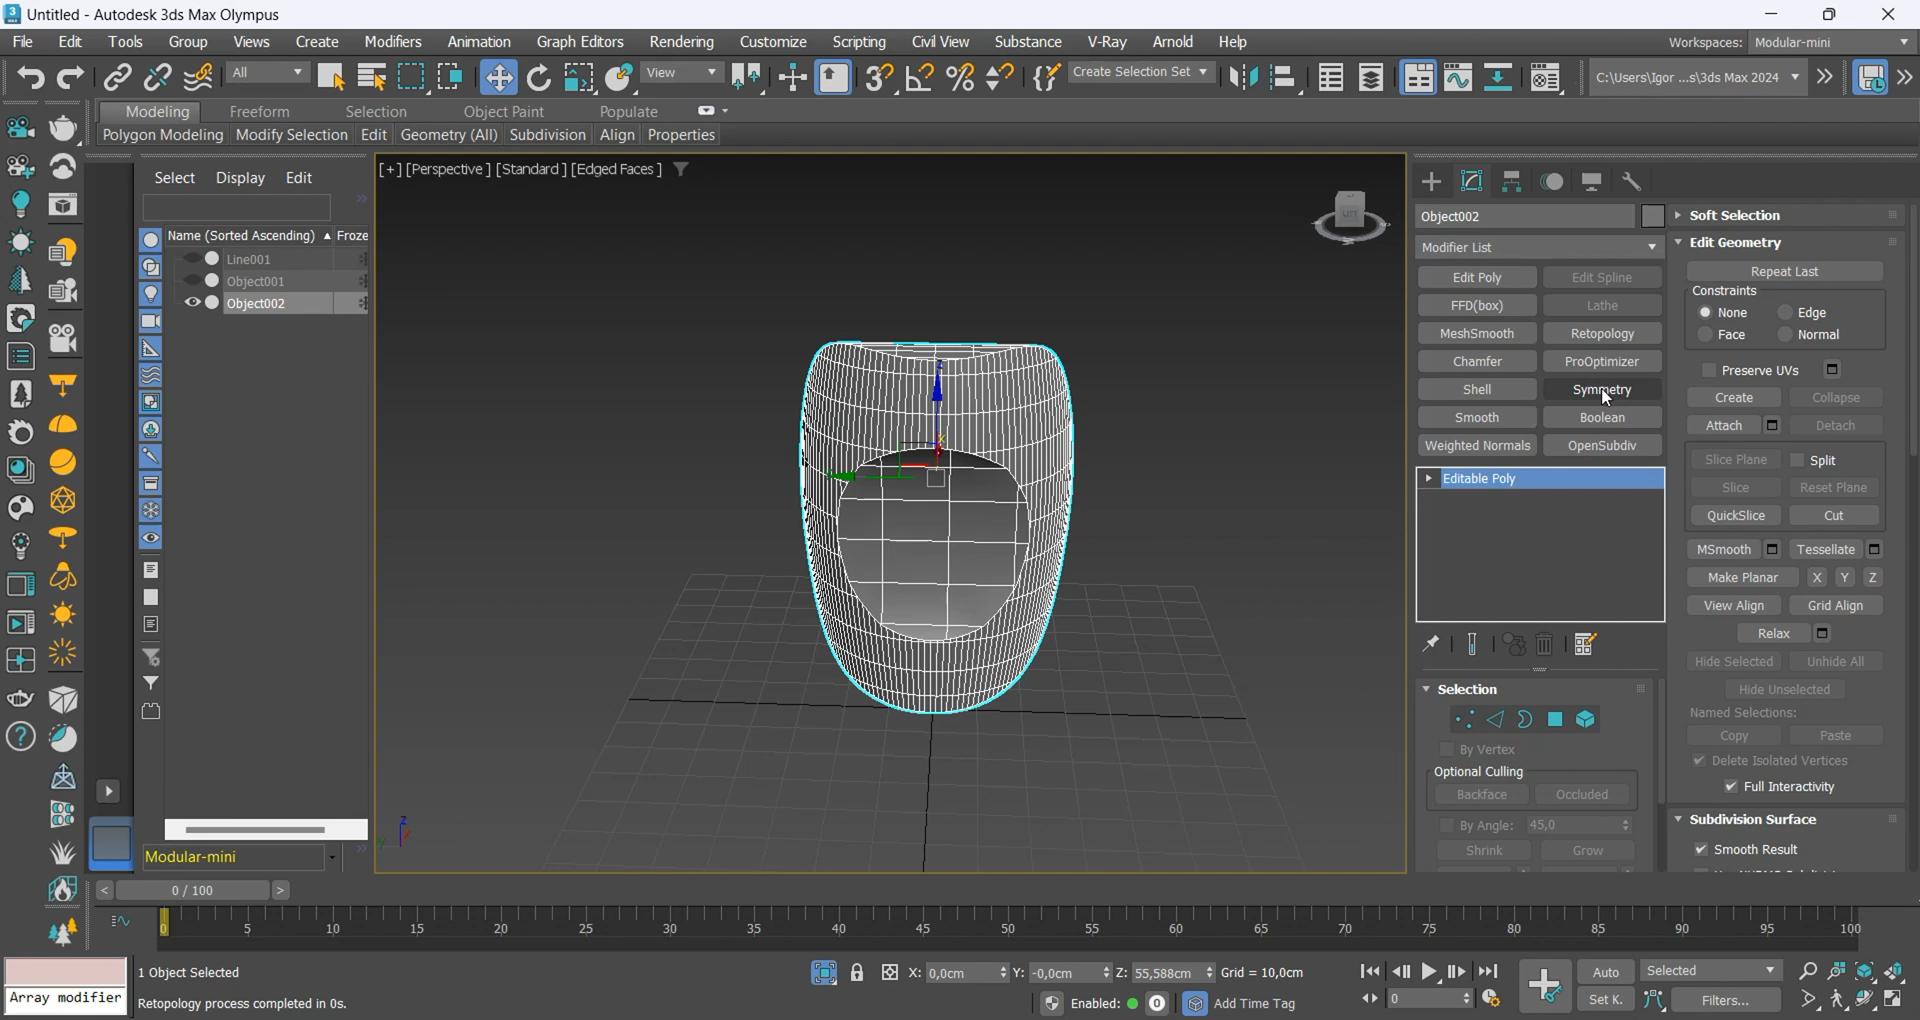 Untitled - Autodesk 3ds Max Olympus
File Edit Tools Group Views Create Modifiers Animation Graph Editors Rendering Customize Scripting Civil View Substance V-Ray Arnold Help Workspaces: Modular-mini
All View Create Selection Set C:\Users\Igor ...s\3ds Max 2024
Modeling Freeform Selection Object Paint Populate
Polygon Modeling Modify Selection Edit Geometry (All) Subdivision Align Properties
[+] [Perspective ] [Standard ] [Edged Faces ]
Select Display Edit
Name (Sorted Ascending) Froze
Line001
Object001
Object002
Modular-mini
Object002
Modifier List
Edit Poly Edit Spline
FFD(box) Lathe
MeshSmooth Retopology
Chamfer ProOptimizer
Shell Symmetry
Smooth Boolean
Weighted Normals OpenSubdiv
Editable Poly
Selection
By Vertex
Optional Culling
Backface Occluded
By Angle: 45,0
Shrink Grow
Soft Selection
Edit Geometry
Repeat Last
Constraints
None Edge
Face Normal
Preserve UVs
Create Collapse
Attach Detach
Slice Plane Split
Slice Reset Plane
QuickSlice Cut
MSmooth Tessellate
Make Planar X Y Z
View Align Grid Align
Relax
Hide Selected Unhide All
Hide Unselected
Named Selections:
Copy Paste
Delete Isolated Vertices
Full Interactivity
Subdivision Surface
Smooth Result
0 / 100
0 5 10 15 20 25 30 35 40 45 50 55 60 65 70 75 80 85 90 95 100
1 Object Selected X: 0,0cm Y: -0,0cm Z: 55,588cm Grid = 10,0cm Auto Selected
Array modifier Retopology process completed in 0s. Enabled: Add Time Tag 0 Set K. Filters...